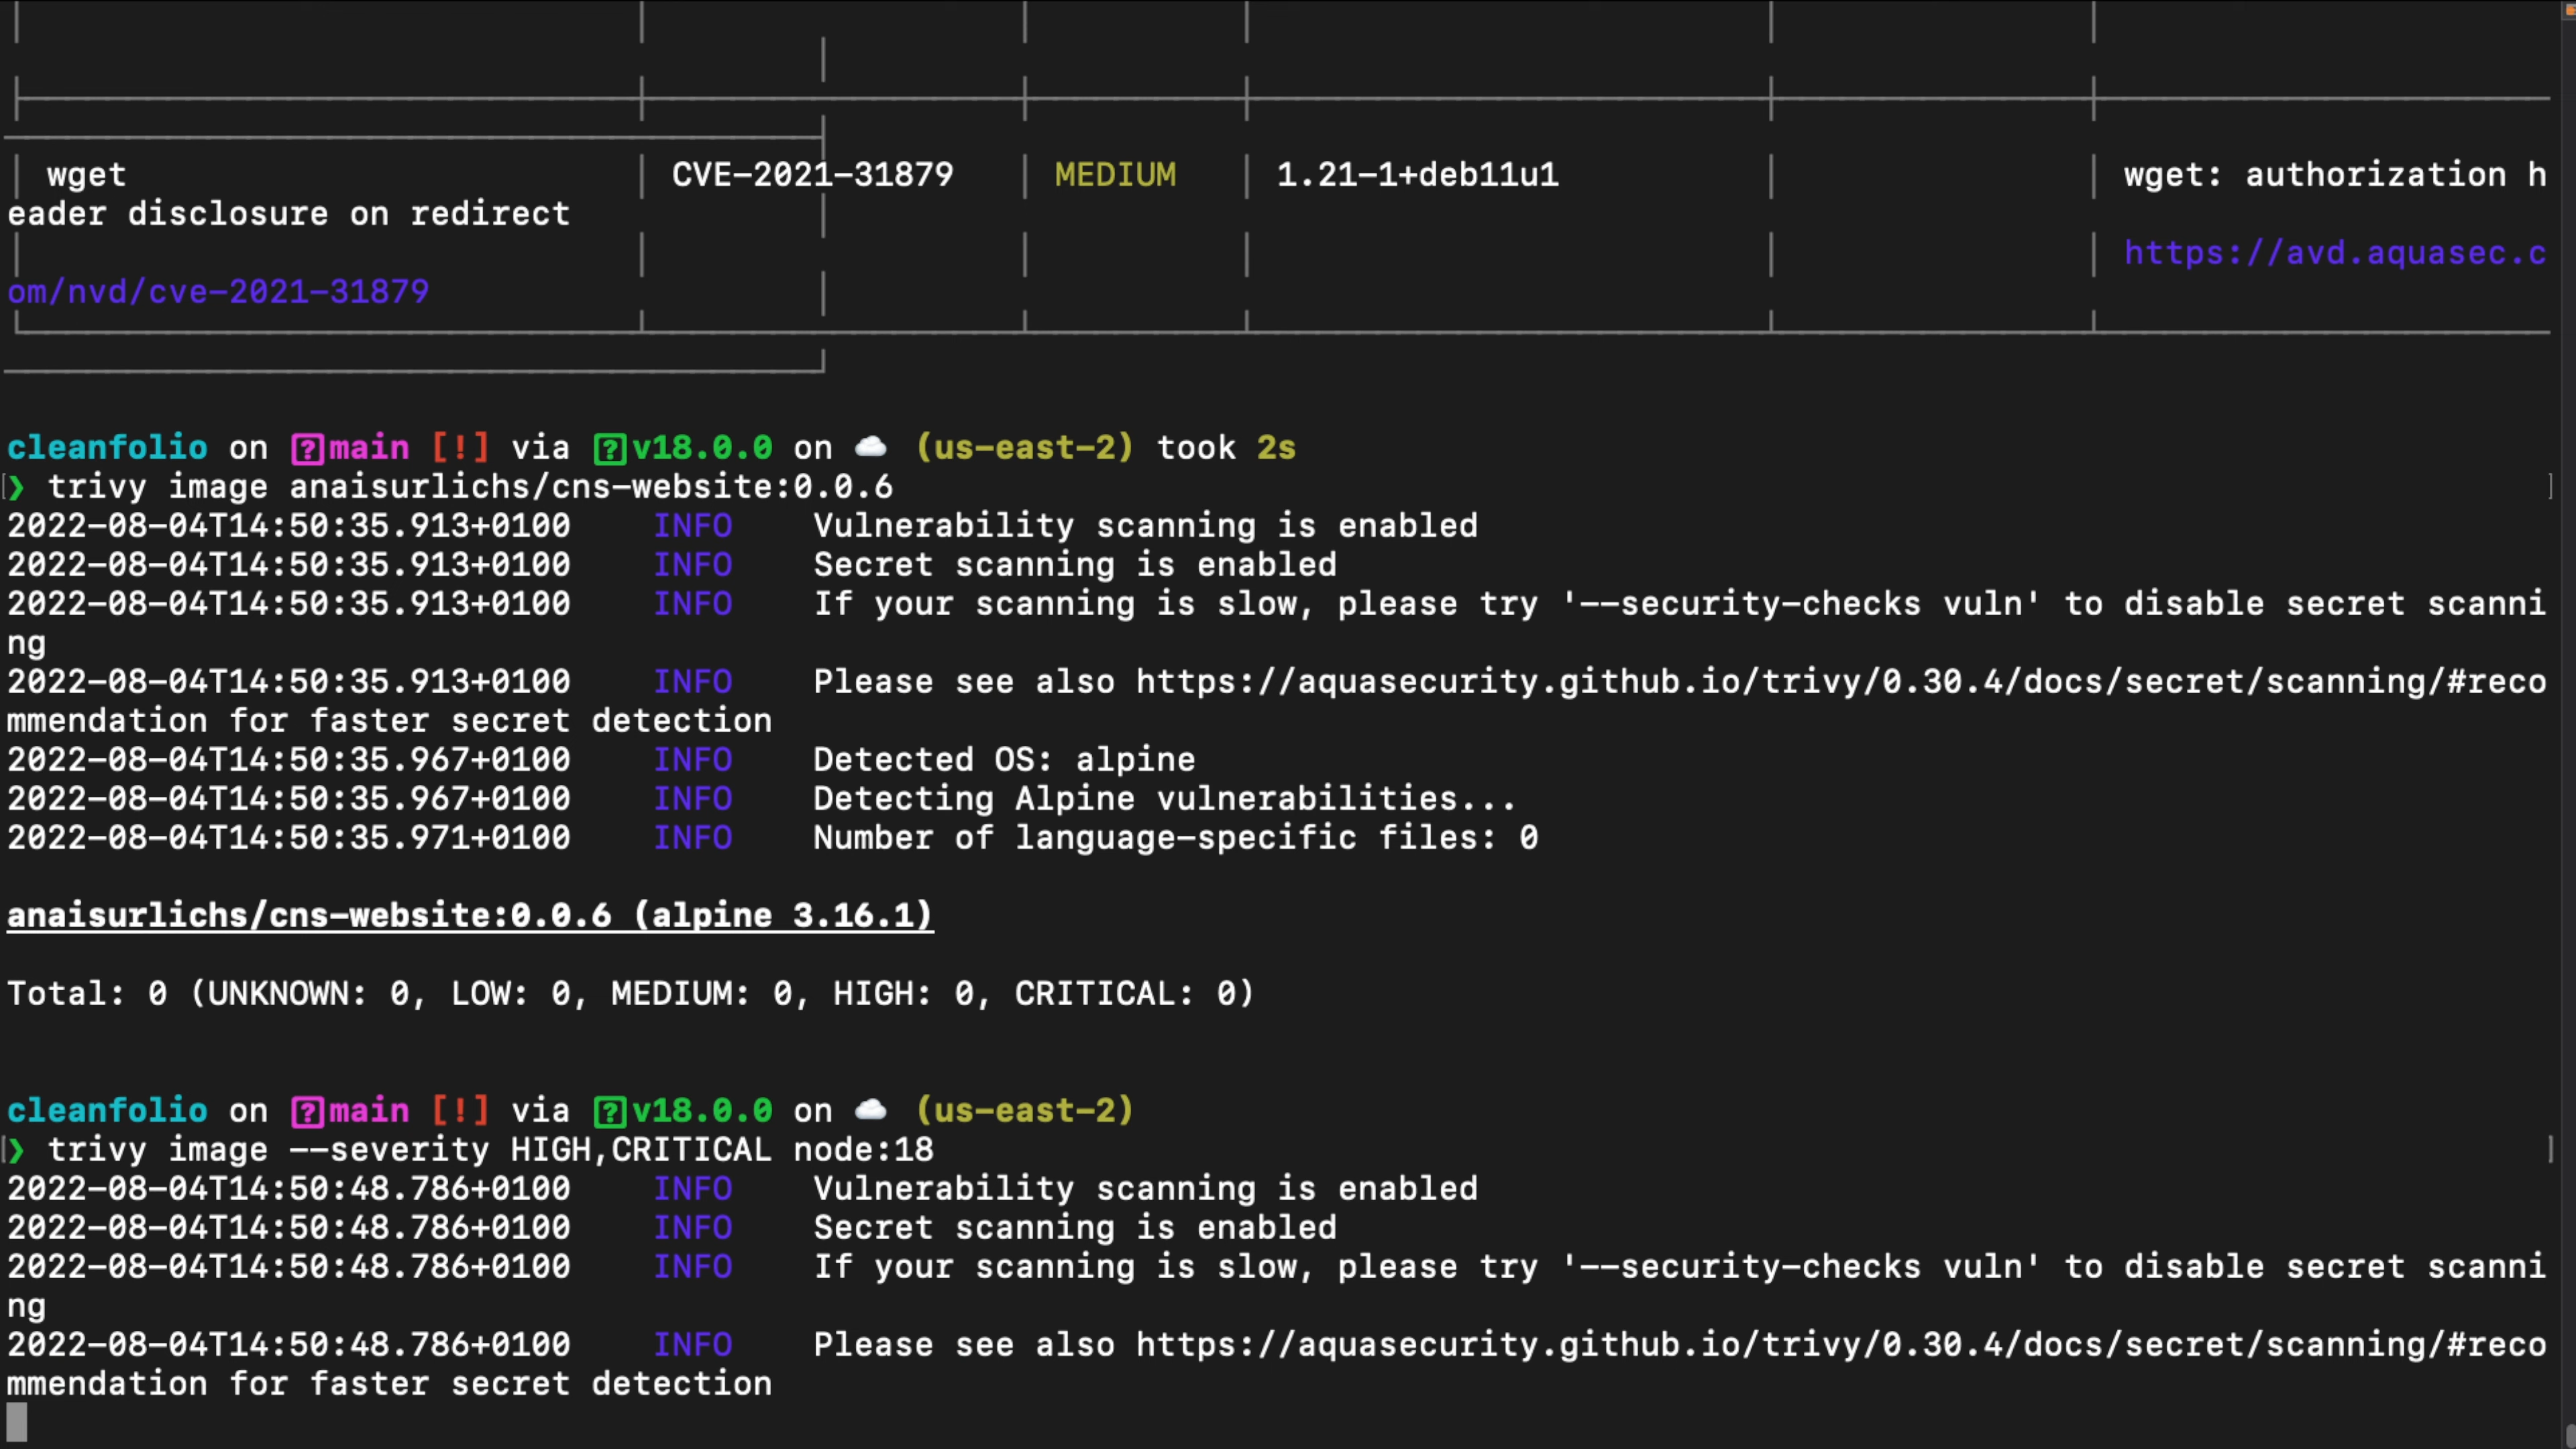 wget CVE-2021-31879 MEDIUM 1.21-1+deb11u1 wget: authorization h
eader disclosure on redirect
https://avd.aquasec.c
om/nvd/cve-2021-31879
cleanfolio on main [!] via v18.0.0 on (us-east-2) took 2s
❯ trivy image anaisurlichs/cns-website:0.0.6
2022-08-04T14:50:35.913+0100 INFO Vulnerability scanning is enabled
2022-08-04T14:50:35.913+0100 INFO Secret scanning is enabled
2022-08-04T14:50:35.913+0100 INFO If your scanning is slow, please try '--security-checks vuln' to disable secret scanni
ng
2022-08-04T14:50:35.913+0100 INFO Please see also https://aquasecurity.github.io/trivy/0.30.4/docs/secret/scanning/#reco
mmendation for faster secret detection
2022-08-04T14:50:35.967+0100 INFO Detected OS: alpine
2022-08-04T14:50:35.967+0100 INFO Detecting Alpine vulnerabilities...
2022-08-04T14:50:35.971+0100 INFO Number of language-specific files: 0
anaisurlichs/cns-website:0.0.6 (alpine 3.16.1)
Total: 0 (UNKNOWN: 0, LOW: 0, MEDIUM: 0, HIGH: 0, CRITICAL: 0)
cleanfolio on main [!] via v18.0.0 on (us-east-2)
❯ trivy image --severity HIGH,CRITICAL node:18
2022-08-04T14:50:48.786+0100 INFO Vulnerability scanning is enabled
2022-08-04T14:50:48.786+0100 INFO Secret scanning is enabled
2022-08-04T14:50:48.786+0100 INFO If your scanning is slow, please try '--security-checks vuln' to disable secret scanni
ng
2022-08-04T14:50:48.786+0100 INFO Please see also https://aquasecurity.github.io/trivy/0.30.4/docs/secret/scanning/#reco
mmendation for faster secret detection